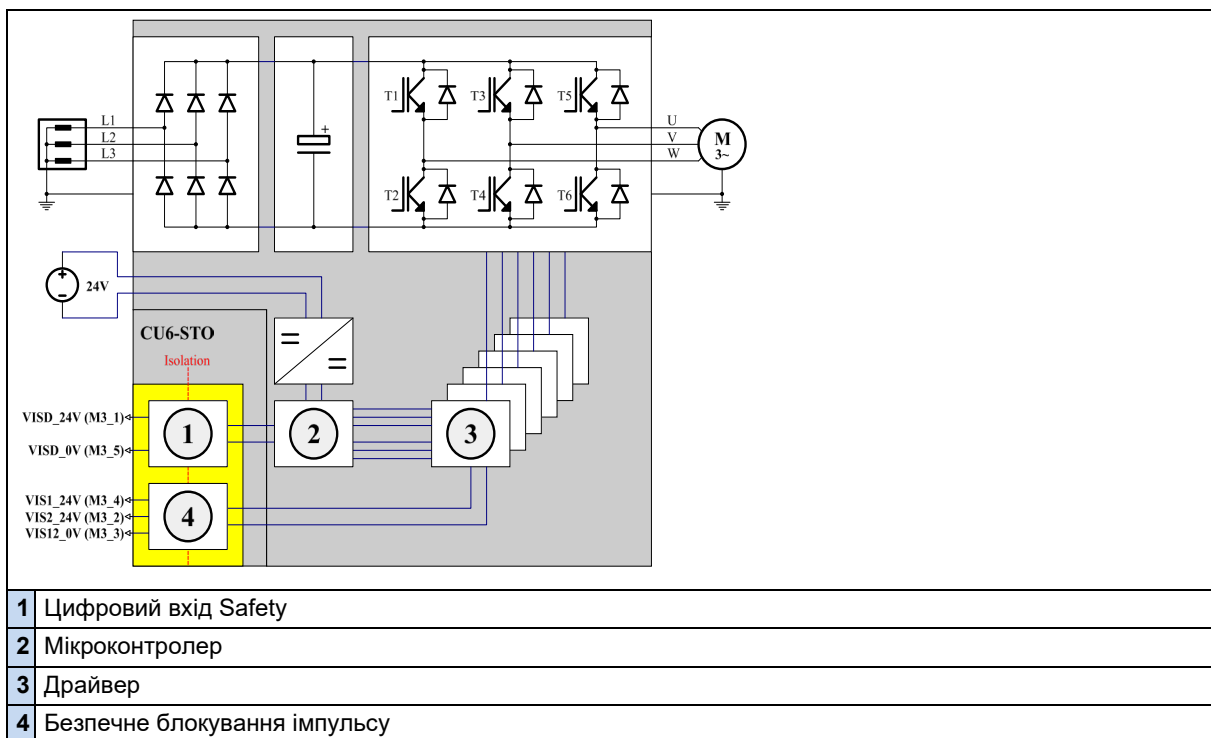 T1
T3
T5
+
L1
L2
L3
U
V
W
M
3~
T2
T4
T6
+
24V
−
CU6-STO
=
=
Isolation
VISD_24V (M3_1)
1
2
3
VISD_0V (M3_5)
VIS1_24V (M3_4)
VIS2_24V (M3_2)
4
VIS12_0V (M3_3)
1 Цифровий вхід Safety
2 Мікроконтролер
3 Драйвер
4 Безпечне блокування імпульсу